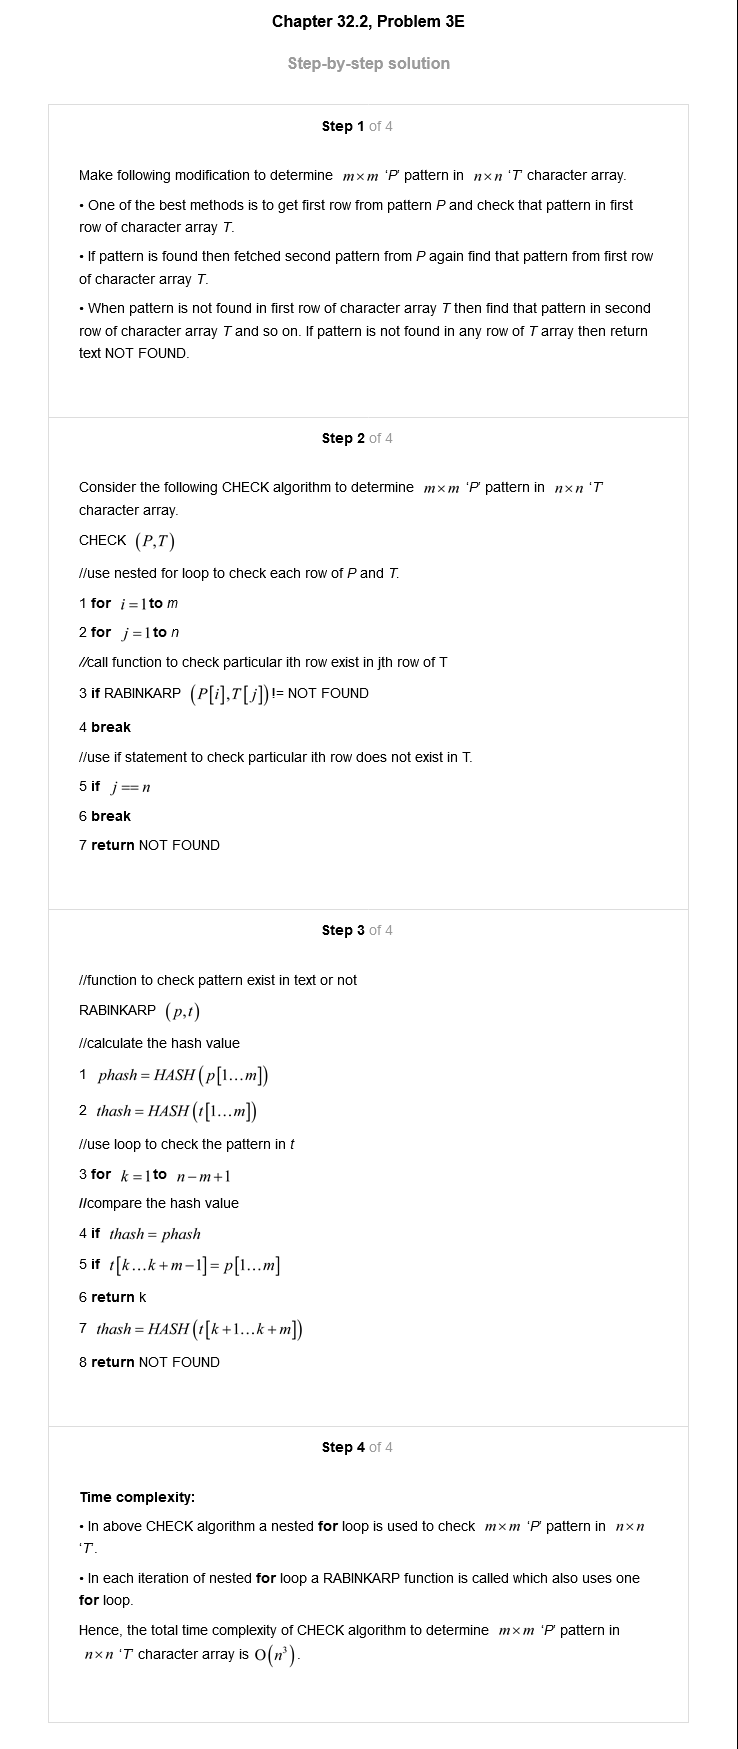 Chapter 32.2, Problem 3E
Step-by-step solution
Step 1 of 4
Make following modification to determine m×m ‘P’ pattern in n×n ‘T’ character array.
• One of the best methods is to get first row from pattern P and check that pattern in first
row of character array T.
• If pattern is found then fetched second pattern from P again find that pattern from first row
of character array T.
• When pattern is not found in first row of character array T then find that pattern in second
row of character array T and so on. If pattern is not found in any row of T array then return
text NOT FOUND.
Step 2 of 4
Consider the following CHECK algorithm to determine m×m ‘P’ pattern in n×n ‘T’
character array.
CHECK (P,T)
//use nested for loop to check each row of P and T.
1 for i=1 to m
2 for j=1 to n
//call function to check particular ith row exist in jth row of T
3 if RABINKARP (P[i],T[j]) != NOT FOUND
4 break
//use if statement to check particular ith row does not exist in T.
5 if j==n
6 break
7 return NOT FOUND
Step 3 of 4
//function to check pattern exist in text or not
RABINKARP (p,t)
//calculate the hash value
1 phash = HASH(p[1…m])
2 thash = HASH(t[1…m])
//use loop to check the pattern in t
3 for k=1 to n−m+1
//compare the hash value
4 if thash = phash
5 if t[k…k+m−1]= p[1…m]
6 return k
7 thash = HASH(t[k+1…k+m])
8 return NOT FOUND
Step 4 of 4
Time complexity:
• In above CHECK algorithm a nested for loop is used to check m×m ‘P’ pattern in n×n
‘T’.
• In each iteration of nested for loop a RABINKARP function is called which also uses one
for loop.
Hence, the total time complexity of CHECK algorithm to determine m×m ‘P’ pattern in
n×n ‘T’ character array is O(n³).